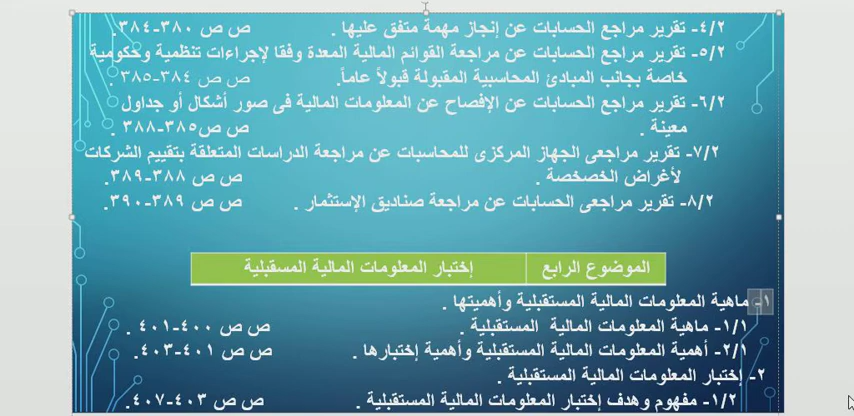 ٤/٢- تقرير مراجع الحسابات عن إنجاز مهمة متفق عليها . ص ص ٣٨٠-٣٨٤.
٥/٢- تقرير مراجع الحسابات عن مراجعة القوائم المالية المعدة وفقا لإجراءات تنظمية وحكومية
خاصة بجانب المبادئ المحاسبية المقبولة قبولاً عاماً. ص ص ٣٨٤-٣٨٥.
٦/٢- تقرير مراجع الحسابات عن الإفصاح عن المعلومات المالية فى صور أشكال أو جداول
معينة . ص ص٣٨٥-٣٨٨ .
٧/٢- تقرير مراجعى الجهاز المركزى للمحاسبات عن مراجعة الدراسات المتعلقة بتقييم الشركات
لأغراض الخصخصة . ص ص ٣٨٨-٣٨٩.
٨/٢- تقرير مراجعى الحسابات عن مراجعة صناديق الإستثمار . ص ص ٣٨٩-٣٩٠.
الموضوع الرابع إختبار المعلومات المالية المسقبلية
١- ماهية المعلومات المالية المستقبلية وأهميتها .
١/١- ماهية المعلومات المالية المستقبلية . ص ص ٤٠٠-٤٠١ .
٢/١- أهمية المعلومات المالية المستقبلية وأهمية إختبارها . ص ص ٤٠١-٤٠٣.
٢- إختبار المعلومات المالية المستقبلية .
١/٢- مفهوم وهدف إختبار المعلومات المالية المستقبلية . ص ص ٤٠٣-٤٠٧.